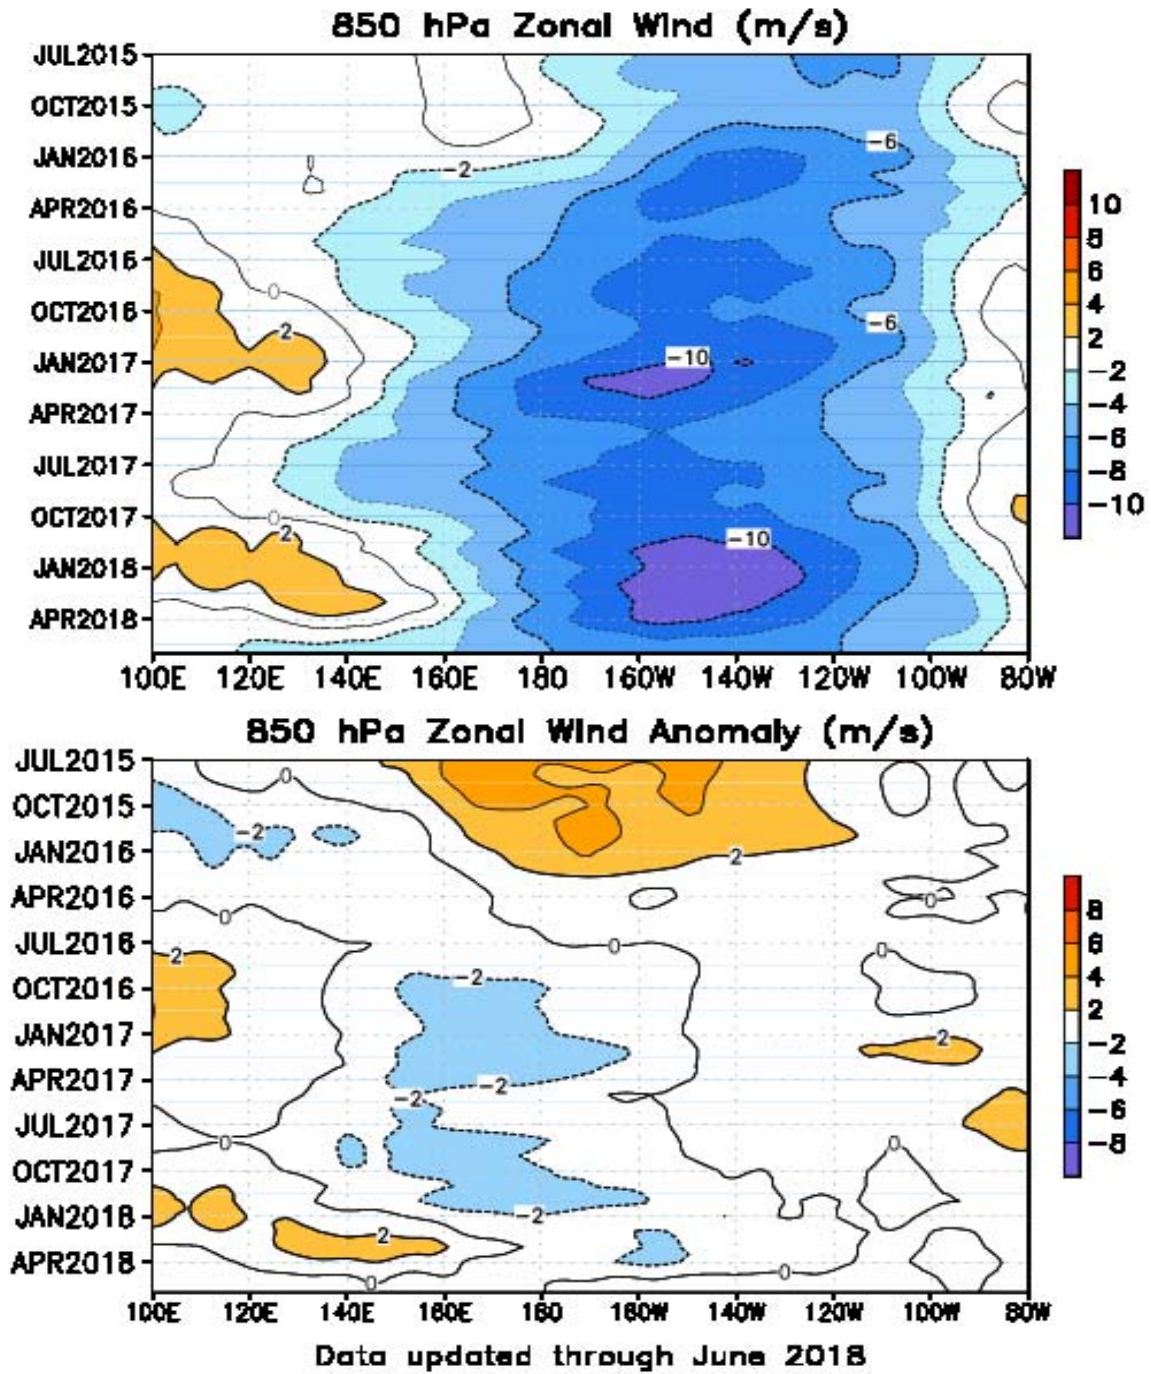 850 hPa Zonal Wind (m/s)
JUL2015
OCT2015
JAN2016
APR2016
JUL2016
OCT2016
JAN2017
APR2017
JUL2017
OCT2017
JAN2018
APR2018
-6
-2
0
2
-6
-10
0
2
-10
100E 120E 140E 160E 180 160W 140W 120W 100W 80W
10
8
6
4
2
-2
-4
-6
-8
-10
850 hPa Zonal Wind Anomaly (m/s)
JUL2015
OCT2015
JAN2016
APR2016
JUL2016
OCT2016
JAN2017
APR2017
JUL2017
OCT2017
JAN2018
APR2018
0
-2
2
0
0
0
0
2
-2
2
-2
-2
0
0
-2
2
0
0
100E 120E 140E 160E 180 160W 140W 120W 100W 80W
8
6
4
2
-2
-4
-6
-8
Data updated through June 2018